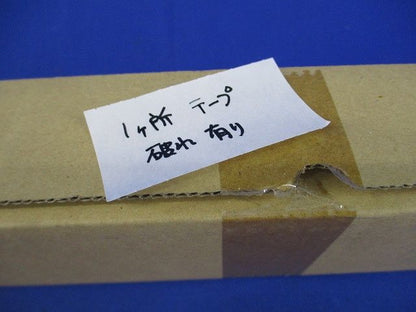 1ヶ所 テープ
破れ 有り